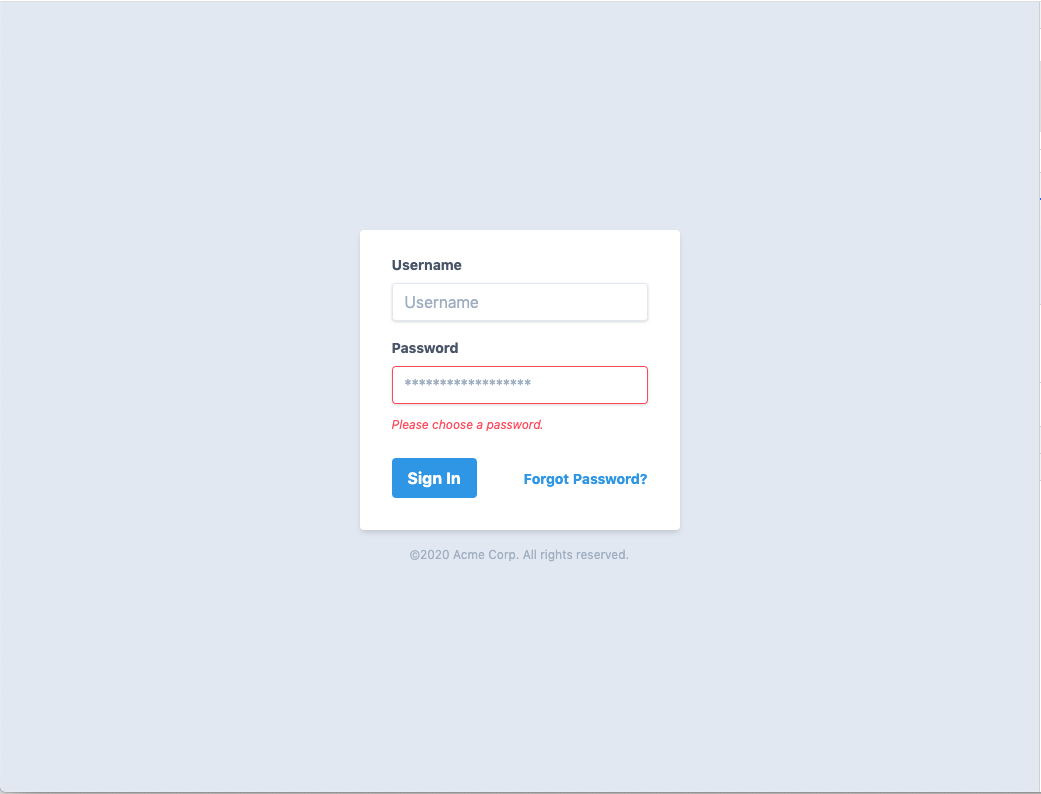 Username
Username
Password
******************
Please choose a password.
Sign In
Forgot Password?
©2020 Acme Corp. All rights reserved.